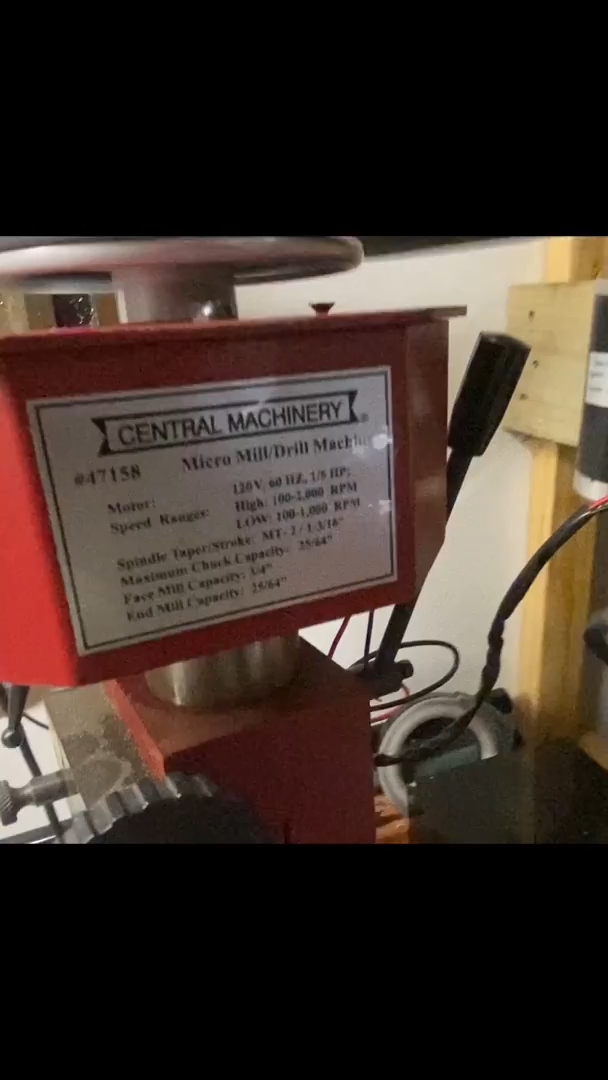 CENTRAL MACHINERY®
#47158 Micro Mill/Drill Machine
Motor: 120V, 60 HZ, 1/5 HP;
Speed Ranger: High: 100-2,000 RPM
LOW: 100-1,000 RPM
Spindle Taper/Stroke: MT- 2 / 1-3/16"
Maximum Chuck Capacity: 25/64"
Face Mill Capacity: 3/4"
End Mill Capacity: 25/64"